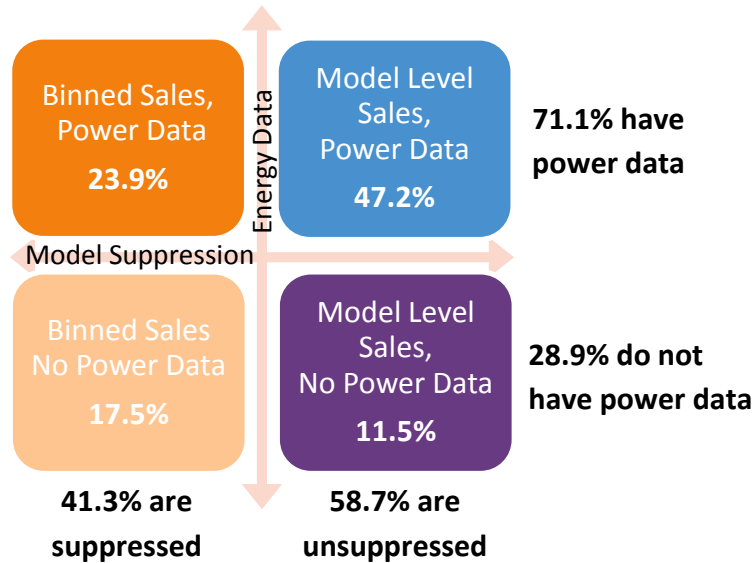 Binned Sales,
Power Data
23.9%
Energy Data
Model Level
Sales,
Power Data
47.2%
71.1% have
power data
Model Suppression
Binned Sales
No Power Data
17.5%
Model Level
Sales,
No Power Data
11.5%
28.9% do not
have power data
41.3% are
suppressed
58.7% are
unsuppressed